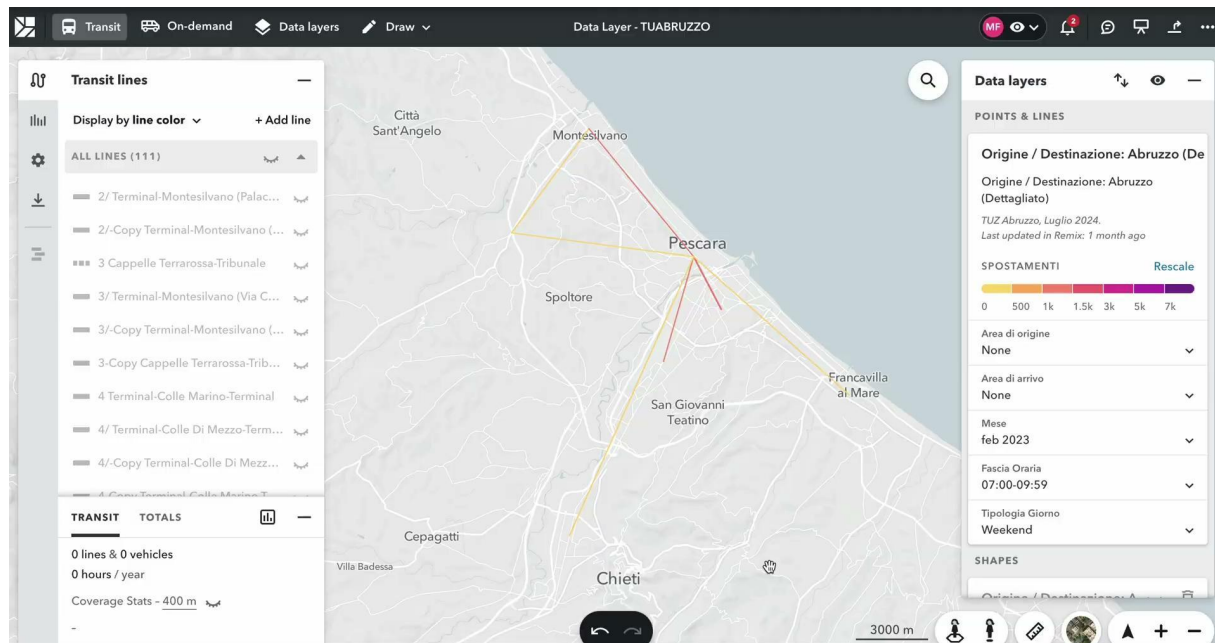 Transit
On-demand
Data layers
Draw
Data Layer - TUABRUZZO
MF
2
Transit lines
Display by line color
+ Add line
ALL LINES (111)
2/ Terminal-Montesilvano (Palac...
2/-Copy Terminal-Montesilvano (...
3 Cappelle Terrarossa-Tribunale
3/ Terminal-Montesilvano (Via C...
3/-Copy Terminal-Montesilvano (...
3-Copy Cappelle Terrarossa-Trib...
4 Terminal-Colle Marino-Terminal
4/ Terminal-Colle Di Mezzo-Term...
4/-Copy Terminal-Colle Di Mezz...
4-Copy Terminal-Colle Marino-T...
TRANSIT
TOTALS
0 lines & 0 vehicles
0 hours / year
Coverage Stats - 400 m
-
Città
Sant'Angelo
Montesilvano
Pescara
Spoltore
Francavilla
al Mare
San Giovanni
Teatino
Cepagatti
Villa Badessa
Chieti
3000 m
Data layers
POINTS & LINES
Origine / Destinazione: Abruzzo (De
Origine / Destinazione: Abruzzo
(Dettagliato)
TUZ Abruzzo, Luglio 2024.
Last updated in Remix: 1 month ago
SPOSTAMENTI
Rescale
0 500 1k 1.5k 3k 5k 7k
Area di origine
None
Area di arrivo
None
Mese
feb 2023
Fascia Oraria
07:00-09:59
Tipologia Giorno
Weekend
SHAPES
Origine / Destinazione: A